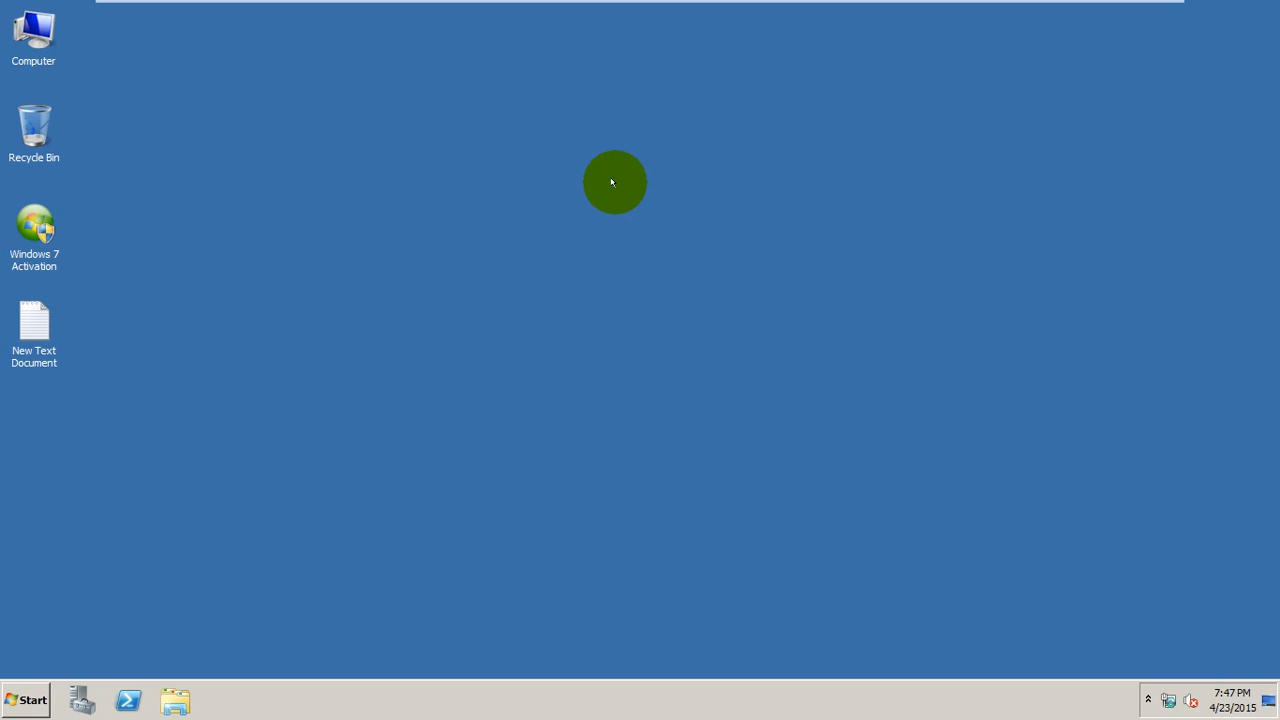 Computer
Recycle Bin
Windows 7
Activation
New Text
Document
Start
7:47 PM
4/23/2015